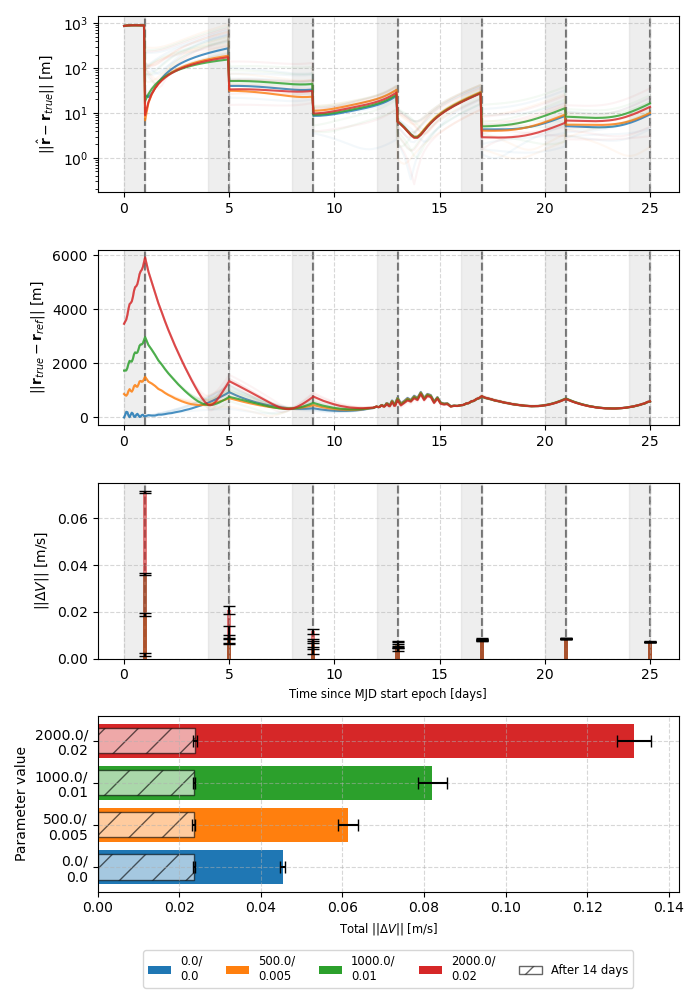 ||r̂ − r_true|| [m]
10³
10²
10¹
10⁰
0 5 10 15 20 25
||r_true − r_ref|| [m]
6000
4000
2000
0
0 5 10 15 20 25
||ΔV|| [m/s]
0.06
0.04
0.02
0.00
0 5 10 15 20 25
Time since MJD start epoch [days]
Parameter value
2000.0/
0.02
1000.0/
0.01
500.0/
0.005
0.0/
0.0
0.00 0.02 0.04 0.06 0.08 0.10 0.12 0.14
Total ||ΔV|| [m/s]
0.0/ 500.0/ 1000.0/ 2000.0/
0.0 0.005 0.01 0.02 After 14 days